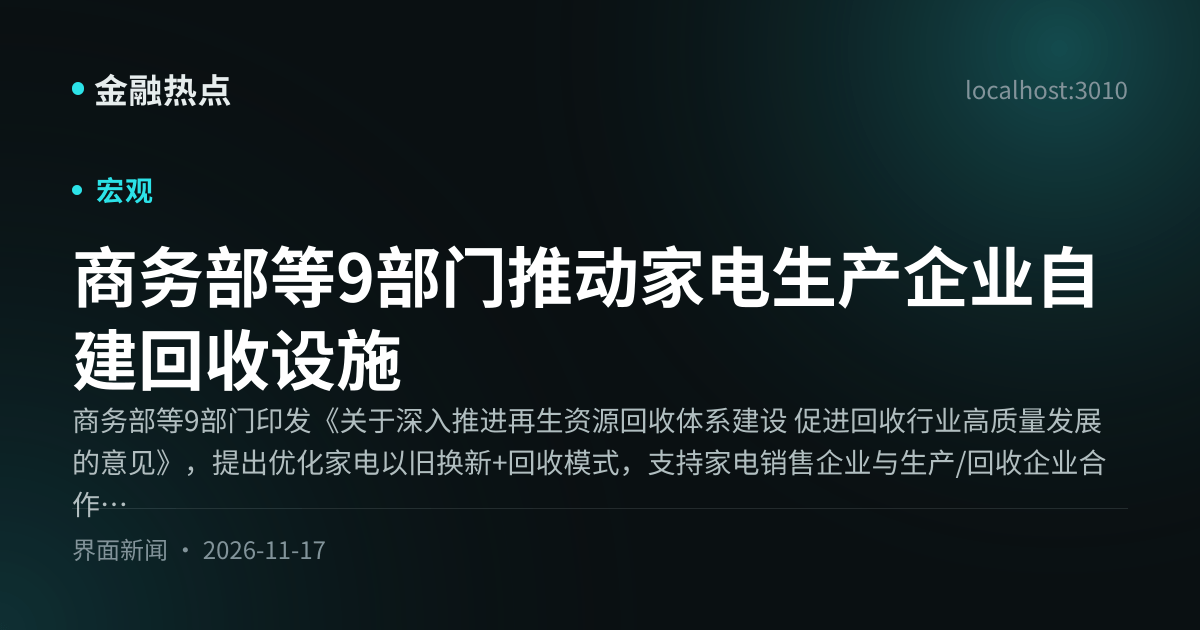 金融热点
localhost:3010
宏观
商务部等9部门推动家电生产企业自
建回收设施
商务部等9部门印发《关于深入推进再生资源回收体系建设 促进回收行业高质量发展
的意见》，提出优化家电以旧换新+回收模式，支持家电销售企业与生产/回收企业合
作…
界面新闻 • 2026-11-17